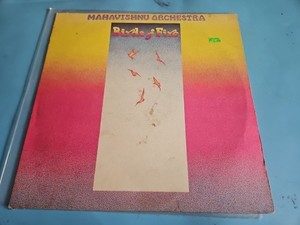 MAHAVISHNU ORCHESTRA
Birds of Fire